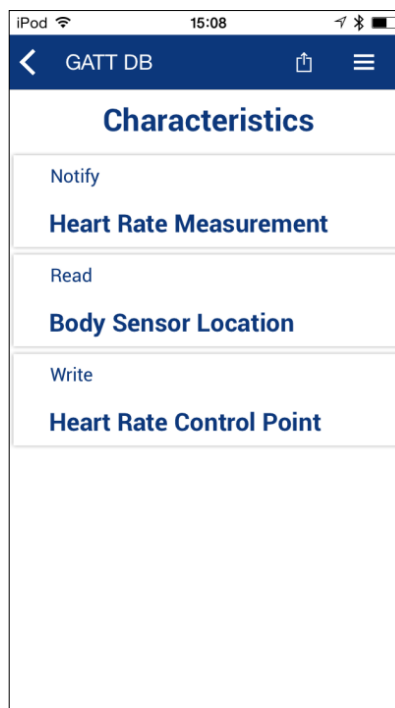 iPod 15:08
GATT DB
Characteristics
Notify
Heart Rate Measurement
Read
Body Sensor Location
Write
Heart Rate Control Point